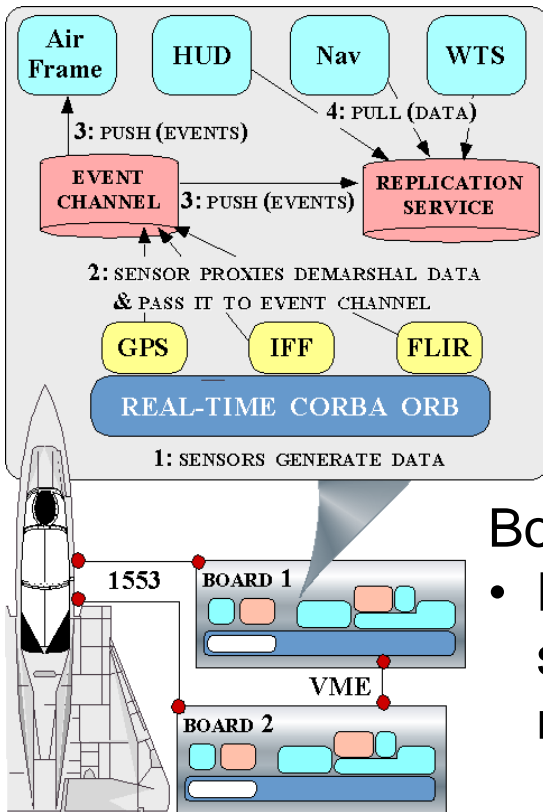 Air
Frame
HUD
Nav
WTS
4: PULL (DATA)
3: PUSH (EVENTS)
EVENT
CHANNEL
3: PUSH (EVENTS)
REPLICATION
SERVICE
2: SENSOR PROXIES DEMARSHAL DATA
& PASS IT TO EVENT CHANNEL
GPS
IFF
FLIR
REAL-TIME CORBA ORB
1: SENSORS GENERATE DATA
1553
BOARD 1
VME
BOARD 2
Bo
•
s